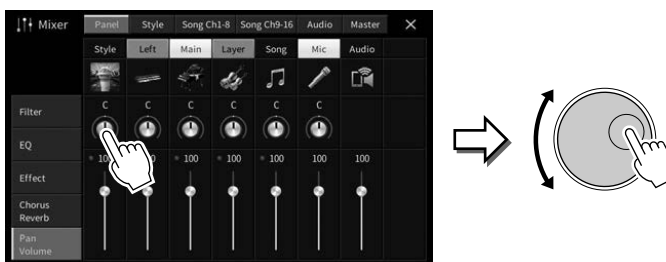 Mixer
Panel Style Song Ch1-8 Song Ch9-16 Audio Master
Style Left Main Layer Song Mic Audio
C C C C C C
Filter
EQ
100 100 100 100 100 100
Effect
Chorus
Reverb
Pan
Volume